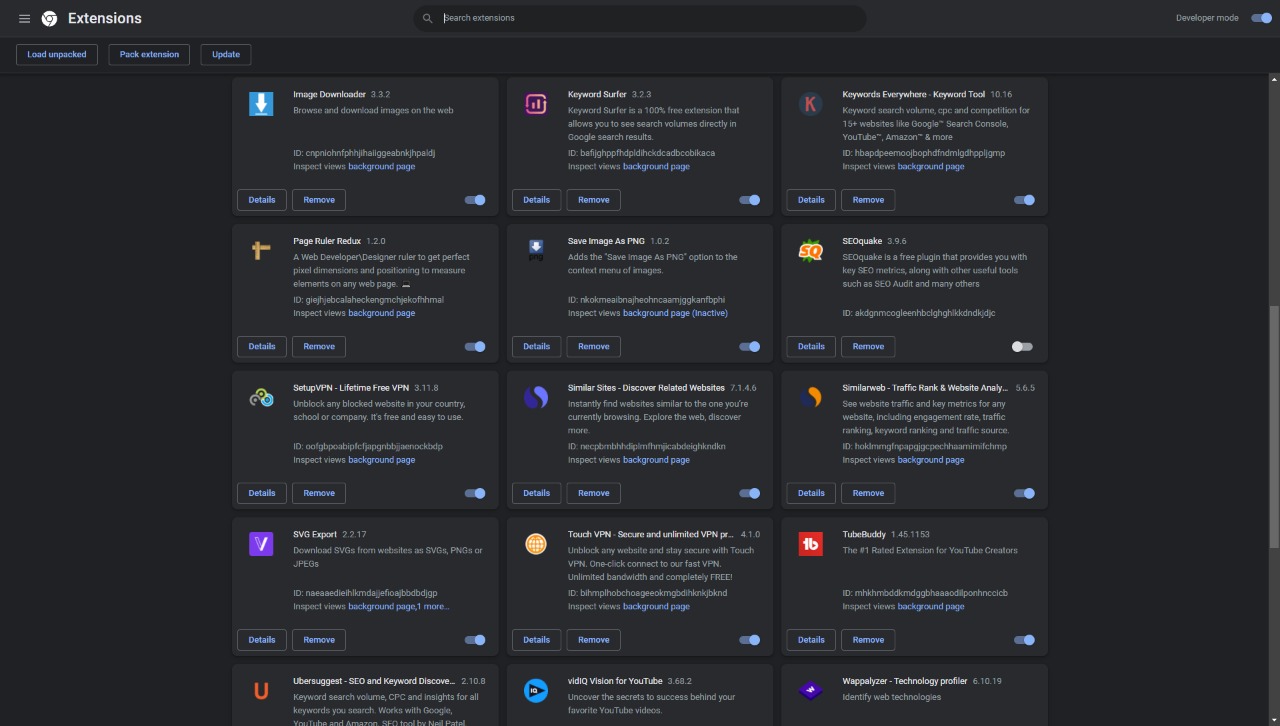 Extensions
Search extensions
Developer mode
Load unpacked
Pack extension
Update
Image Downloader 3.3.2
Browse and download images on the web
ID: cnpniohnfphhjihaiiggeabnkjhpaldj
Inspect views background page
Details
Remove
Keyword Surfer 3.2.3
Keyword Surfer is a 100% free extension that
allows you to see search volumes directly in
Google search results.
ID: bafijghppfhdpldihckdcadbcobikaca
Inspect views background page
Details
Remove
Keywords Everywhere - Keyword Tool 10.16
Keyword search volume, cpc and competition for
15+ websites like Google™ Search Console,
YouTube™, Amazon™ & more
ID: hbapdpeemoojbophdfndmlgdhppljgmp
Inspect views background page
Details
Remove
Page Ruler Redux 1.2.0
A Web Developer\Designer ruler to get perfect
pixel dimensions and positioning to measure
elements on any web page.
ID: giejhjebcalaheckengmchjekofhhmal
Inspect views background page
Details
Remove
png
Save Image As PNG 1.0.2
Adds the "Save Image As PNG" option to the
context menu of images.
ID: nkokmeaibnajheohncaamjggkanfbphi
Inspect views background page (Inactive)
Details
Remove
SQ
SEOquake 3.9.6
SEOquake is a free plugin that provides you with
key SEO metrics, along with other useful tools
such as SEO Audit and many others
ID: akdgnmcogleenhbclghghlkkdndkjdjc
Details
Remove
SetupVPN - Lifetime Free VPN 3.11.8
Unblock any blocked website in your country,
school or company. It's free and easy to use.
ID: oofgbpoabipfcfjapgnbbjjaenockbdp
Inspect views background page
Details
Remove
Similar Sites - Discover Related Websites 7.1.4.6
Instantly find websites similar to the one you're
currently browsing. Explore the web, discover
more.
ID: necpbmbhhdiplmfhmjicabdeighkndkn
Inspect views background page
Details
Remove
Similarweb - Traffic Rank & Website Analy... 5.6.5
See website traffic and key metrics for any
website, including engagement rate, traffic
ranking, keyword ranking and traffic source.
ID: hoklmmgfnpapgjgcpechhaamimifchmp
Inspect views background page
Details
Remove
SVG Export 2.2.17
Download SVGs from websites as SVGs, PNGs or
JPEGs
ID: naeaaedieihlkmdajjefioajbbdbdjgp
Inspect views background page,1 more...
Details
Remove
Touch VPN - Secure and unlimited VPN pr... 4.1.0
Unblock any website and stay secure with Touch
VPN. One-click connect to our fast VPN.
Unlimited bandwidth and completely FREE!
ID: bihmplhobchoageeokmgbdihknkjbknd
Inspect views background page
Details
Remove
TubeBuddy 1.45.1153
The #1 Rated Extension for YouTube Creators
ID: mhkhmbddkmdggbhaaaodilponhnccicb
Inspect views background page
Details
Remove
Ubersuggest - SEO and Keyword Discove... 2.10.8
Keyword search volume, CPC and insights for all
keywords you search. Works with Google,
YouTube and Amazon. SEO tool by Neil Patel.
vidIQ Vision for YouTube 3.68.2
Uncover the secrets to success behind your
favorite YouTube videos.
Wappalyzer - Technology profiler 6.10.19
Identify web technologies